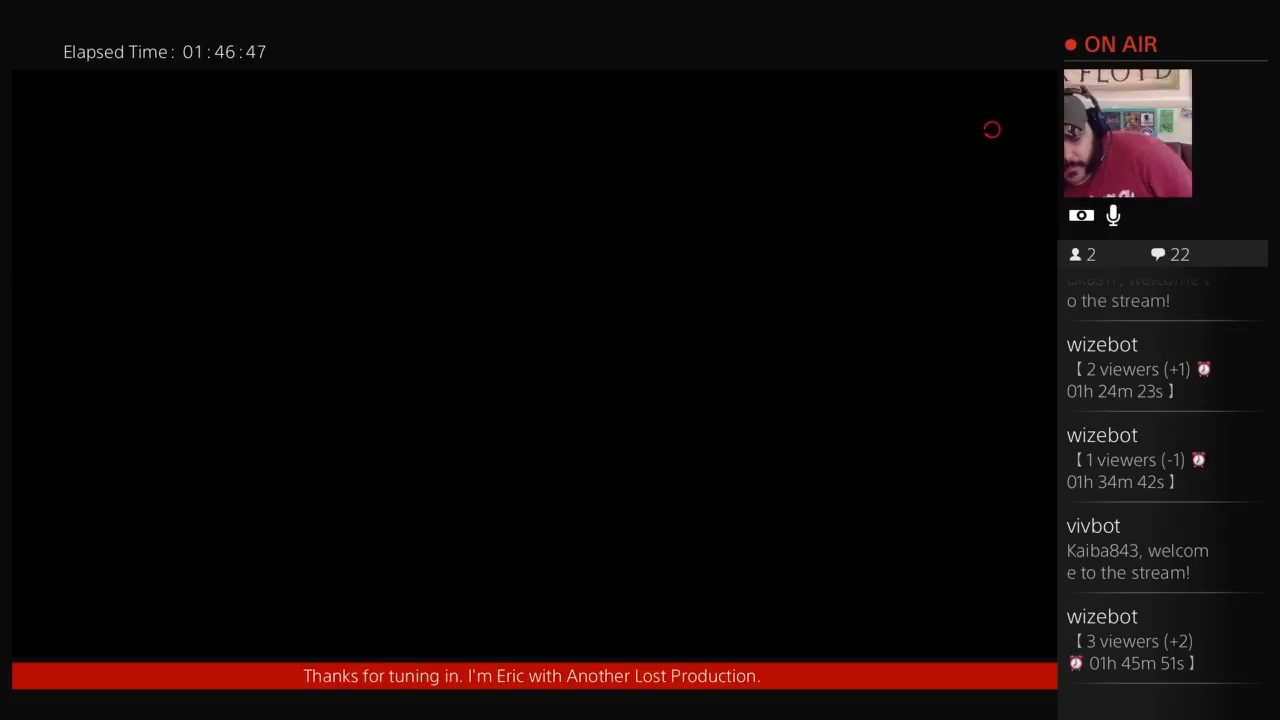 Elapsed Time: 01:46:47
ON AIR
FLOYD
2 22
o the stream!
wizebot
【 2 viewers (+1) ⏰
01h 24m 23s 】
wizebot
【 1 viewers (-1) ⏰
01h 34m 42s 】
vivbot
Kaiba843, welcom
e to the stream!
wizebot
【 3 viewers (+2)
⏰ 01h 45m 51s 】
Thanks for tuning in. I'm Eric with Another Lost Production.